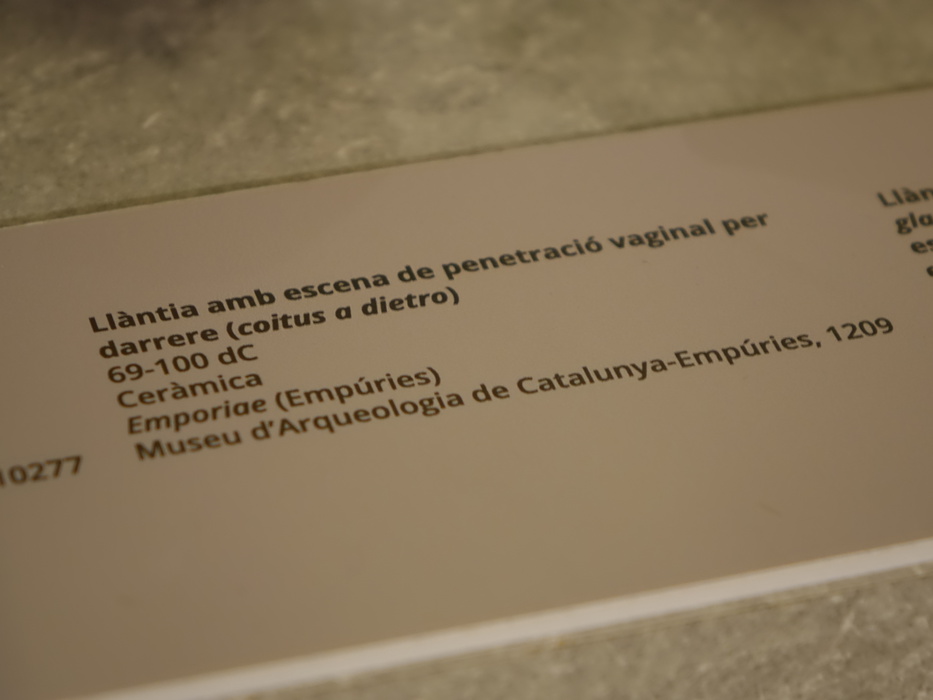 Llàntia amb escena de penetració vaginal per
darrere (coitus a dietro)
69-100 dC
Ceràmica
Emporiae (Empúries)
Museu d'Arqueologia de Catalunya-Empúries, 1209
10277